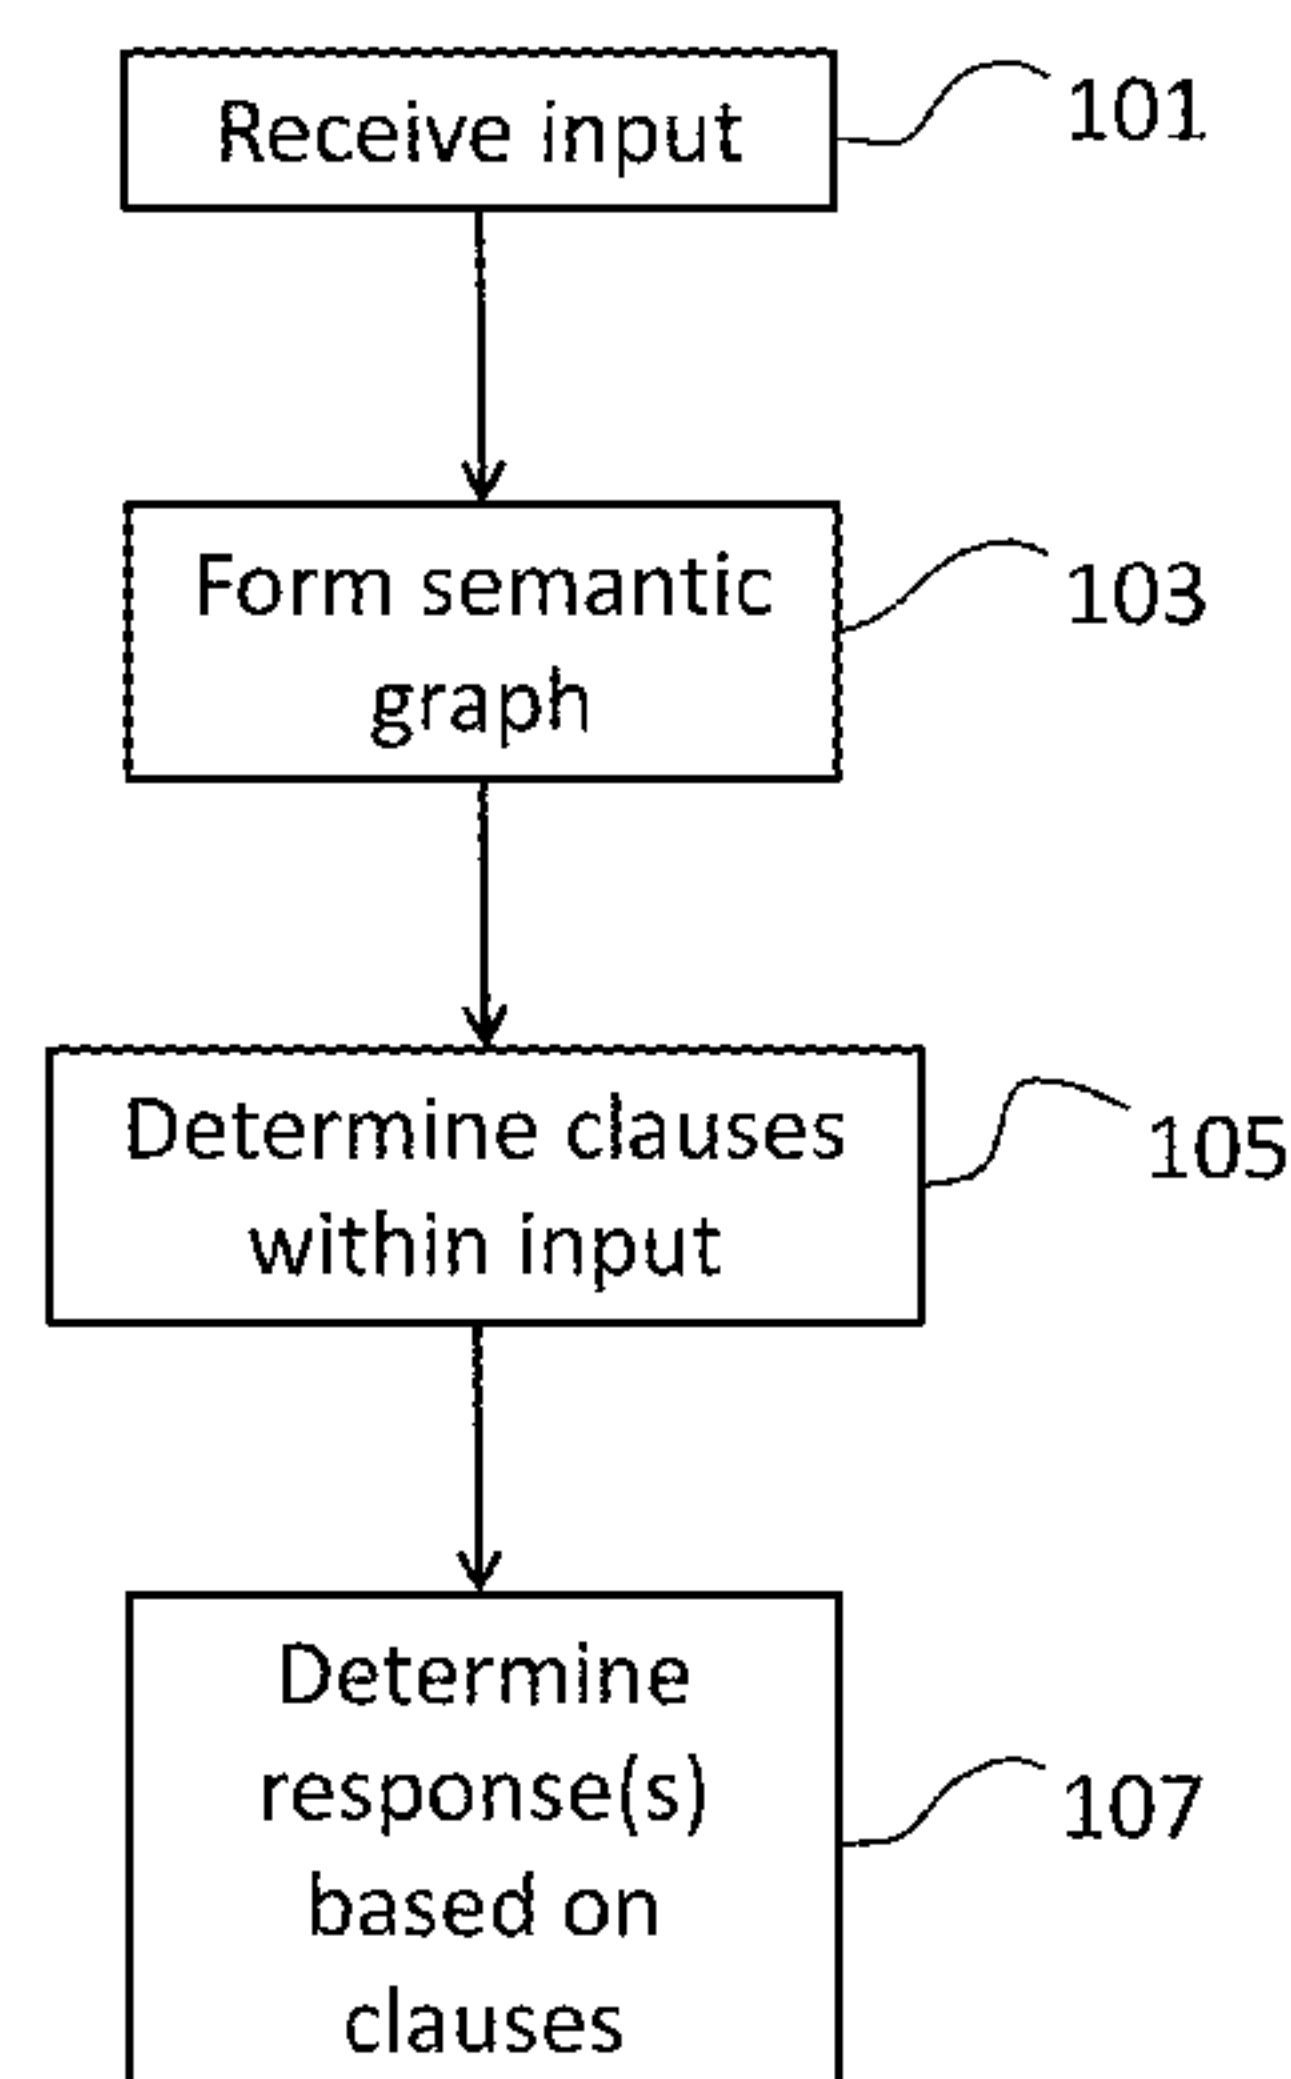 Receive input
101
Form semantic
graph
103
Determine clauses
within input
105
Determine
response(s)
based on
clauses
107